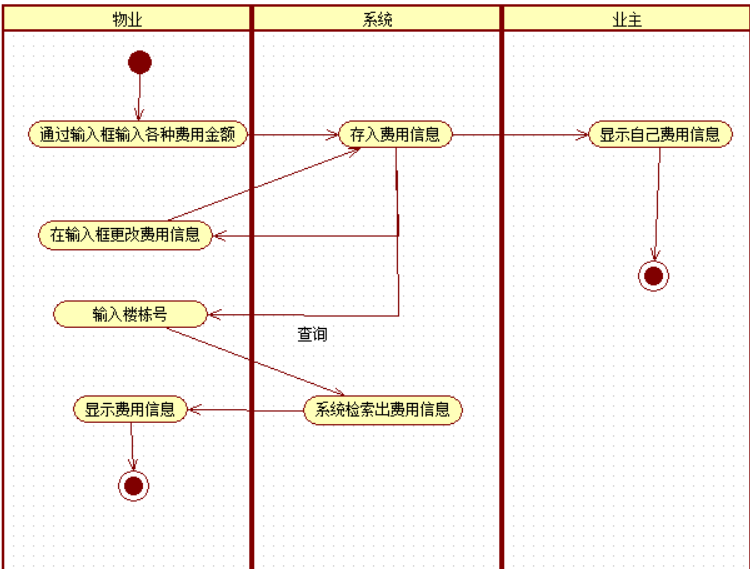 物业
系统
业主
通过输入框输入各种费用金额
存入费用信息
显示自己费用信息
在输入框更改费用信息
输入楼栋号
查询
显示费用信息
系统检索出费用信息